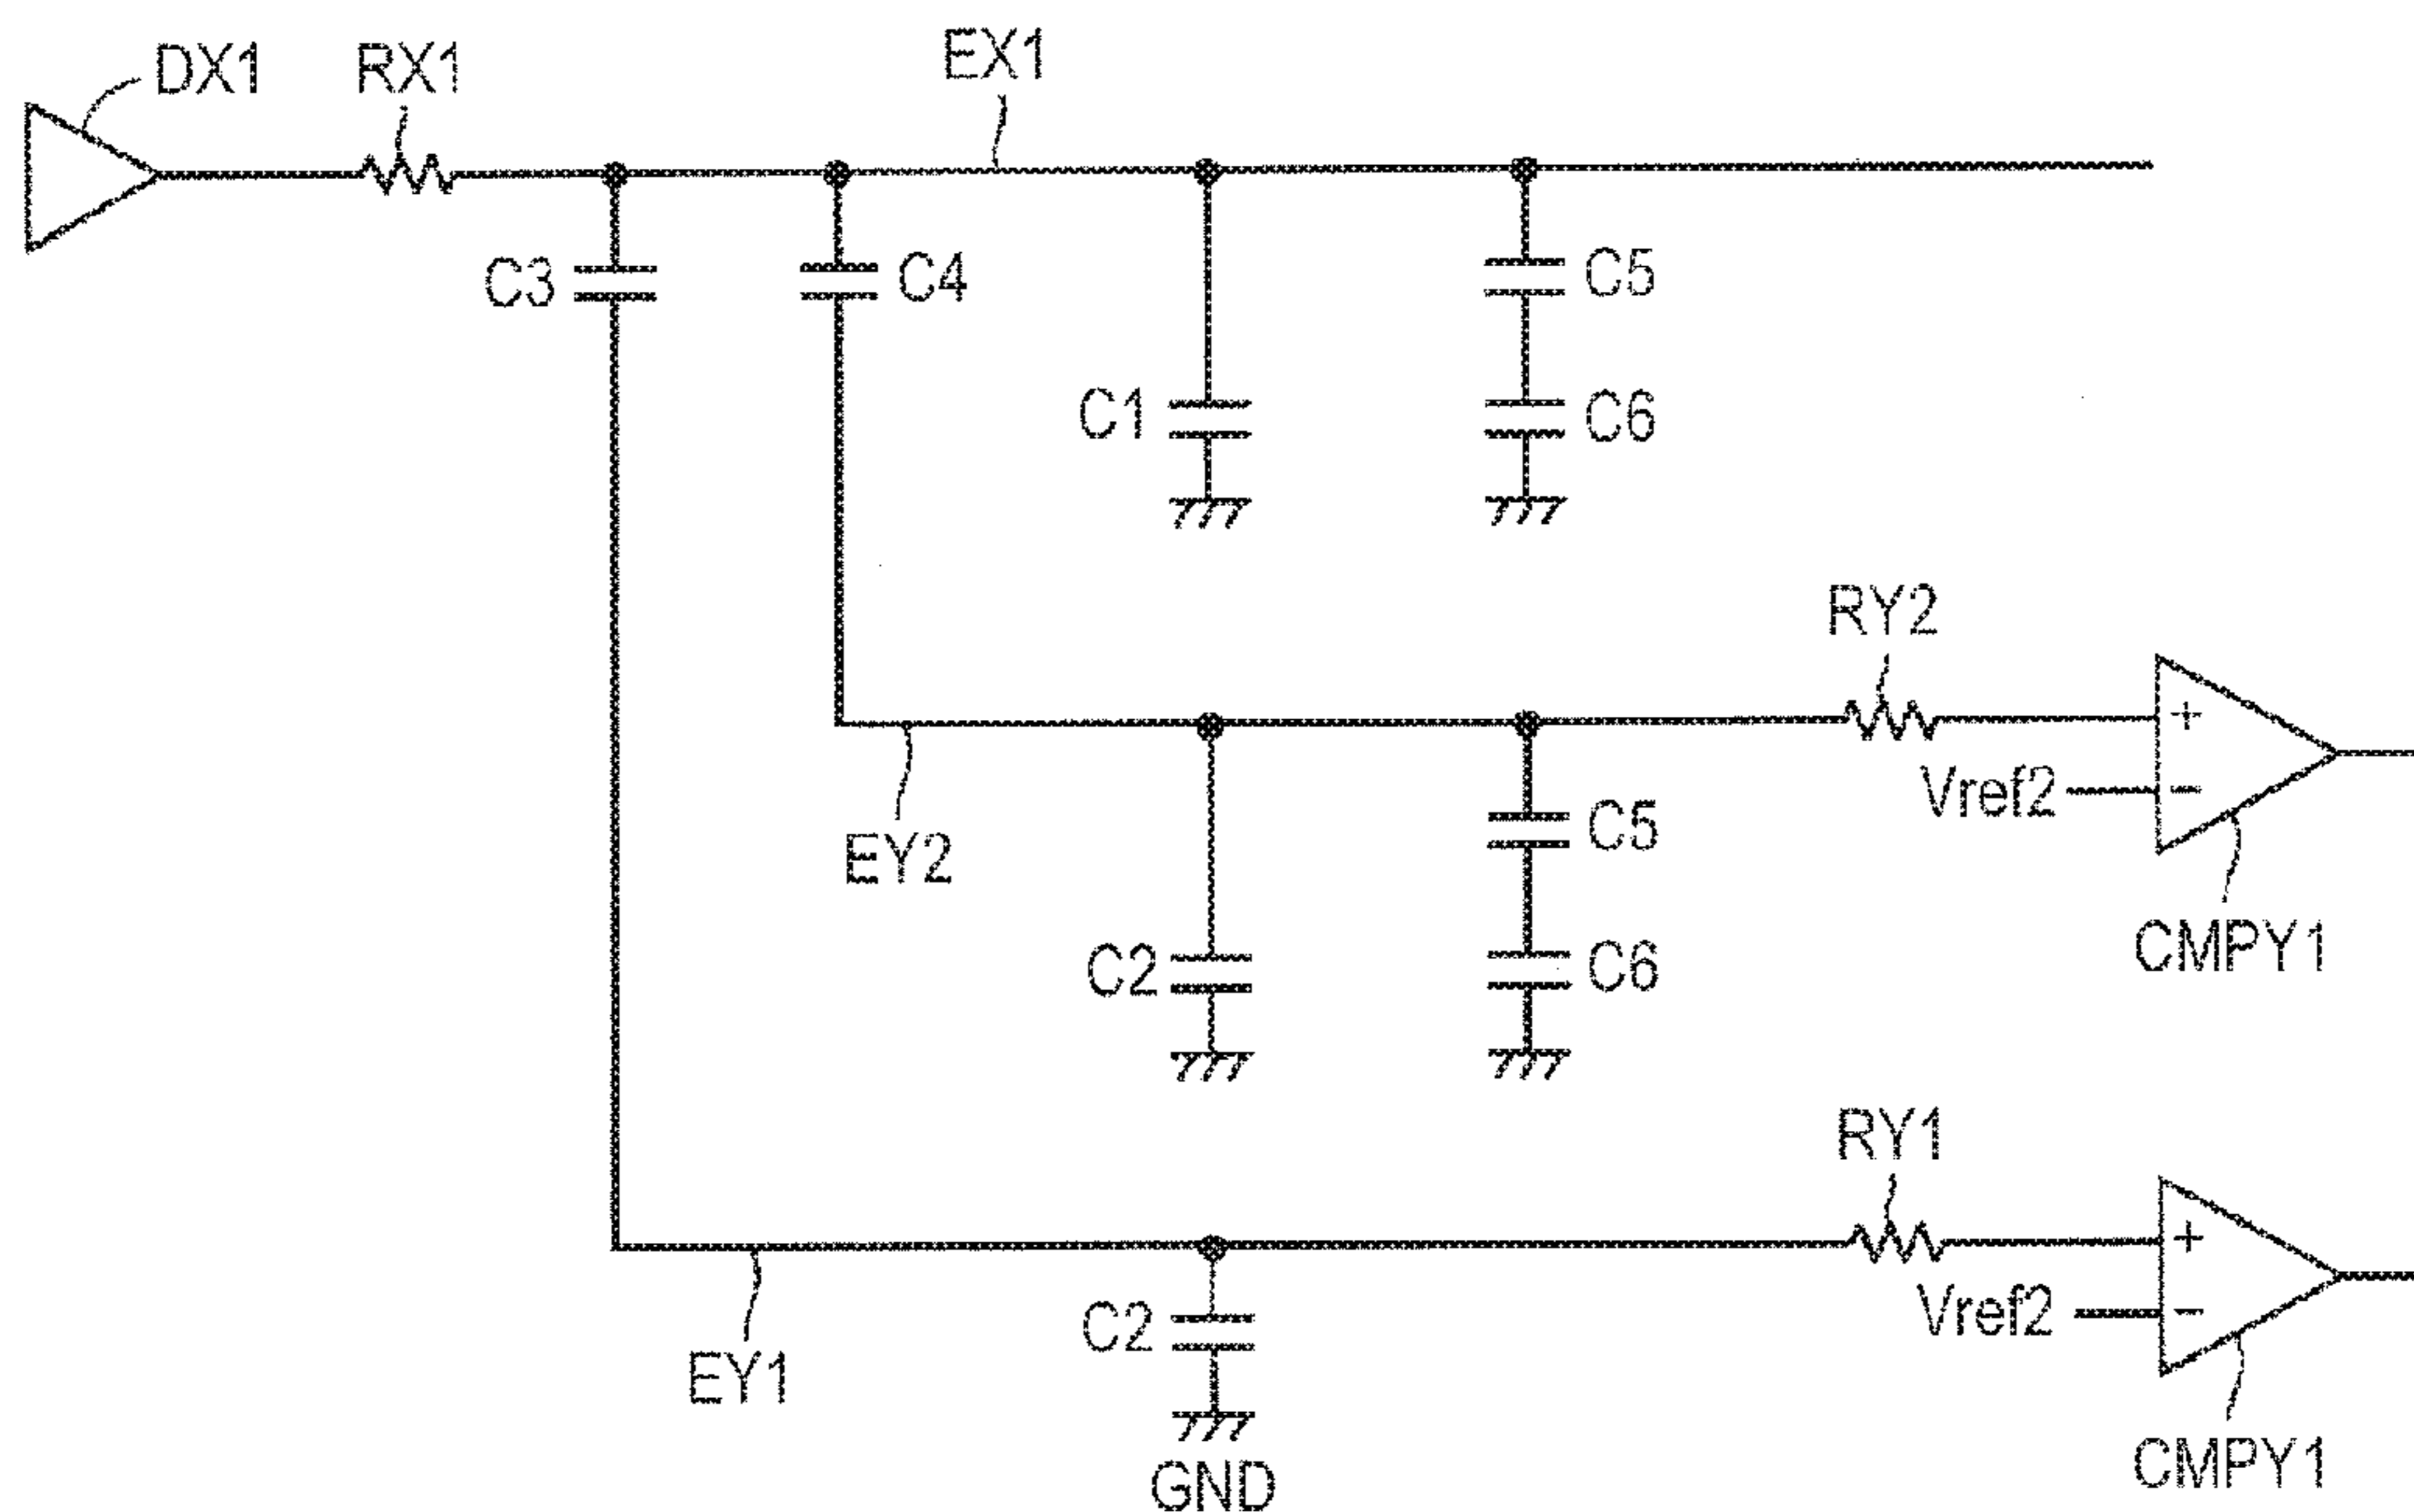 DX1
RX1
EX1
C3
C4
C5
C1
C6
RY2
+
Vref2
−
C5
EY2
CMPY1
C2
C6
RY1
+
Vref2
−
C2
EY1
CMPY1
GND